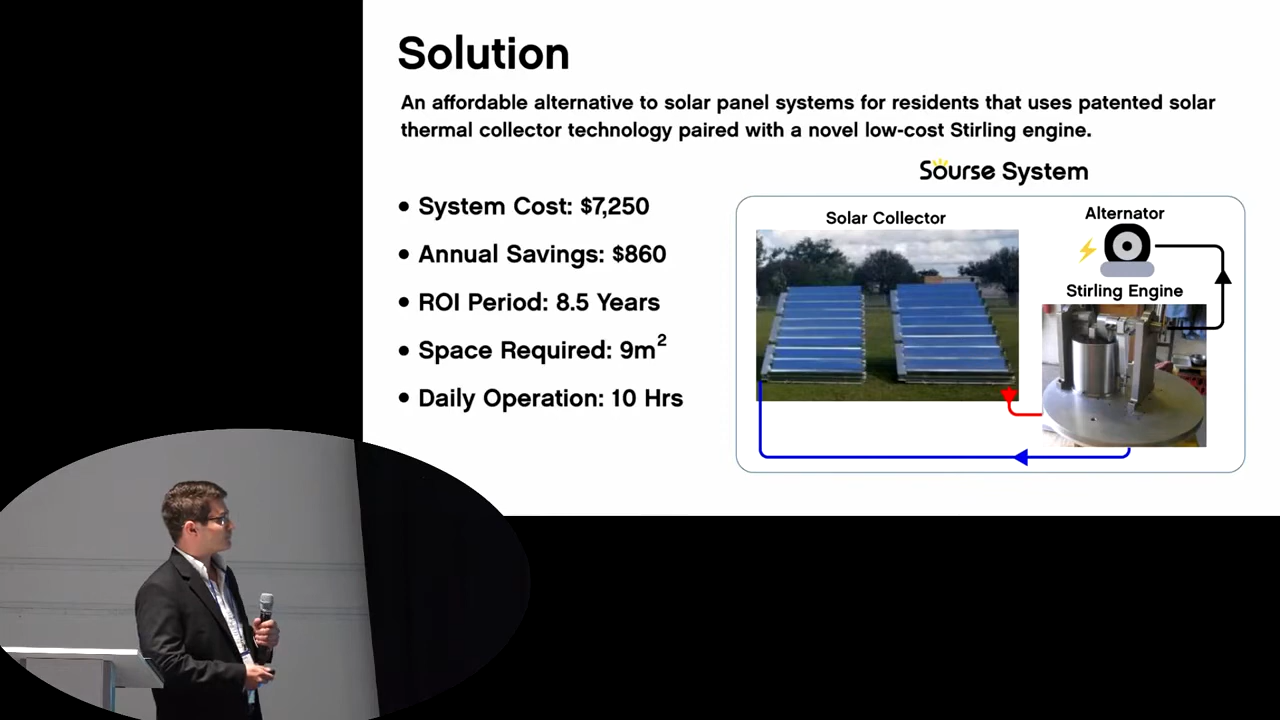 Solution
An affordable alternative to solar panel systems for residents that uses patented solar
thermal collector technology paired with a novel low-cost Stirling engine.
Sourse System
• System Cost: $7,250
• Annual Savings: $860
• ROI Period: 8.5 Years
• Space Required: 9m²
• Daily Operation: 10 Hrs
Solar Collector
Alternator
Stirling Engine